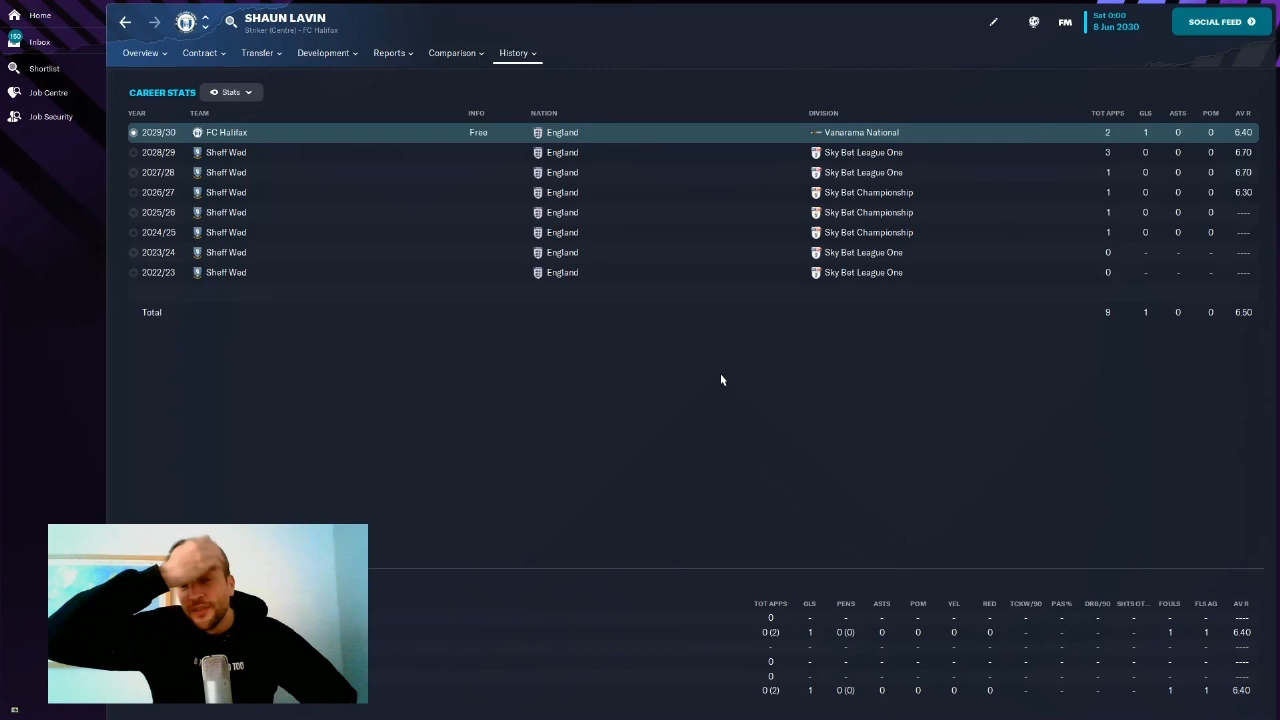 Home
SHAUN LAVIN
Striker (Centre) - FC Halifax
FM
Sat 0:00
8 Jun 2030
SOCIAL FEED
150
Inbox
Shortlist
Job Centre
Job Security
Overview Contract Transfer Development Reports Comparison History
CAREER STATS Stats
YEAR TEAM INFO NATION DIVISION TOT APPS GLS ASTS POM AV R
2029/30 FC Halifax Free England Vanarama National 2 1 0 0 6.40
2028/29 Sheff Wed England Sky Bet League One 3 0 0 0 6.70
2027/28 Sheff Wed England Sky Bet League One 1 0 0 0 6.70
2026/27 Sheff Wed England Sky Bet Championship 1 0 0 0 6.30
2025/26 Sheff Wed England Sky Bet Championship 1 0 0 0 ----
2024/25 Sheff Wed England Sky Bet Championship 1 0 0 0 ----
2023/24 Sheff Wed England Sky Bet League One 0 - - - ----
2022/23 Sheff Wed England Sky Bet League One 0 - - - ----
Total 9 1 0 0 6.50
TOT APPS GLS PENS ASTS POM YEL RED TCKW/90 PAS % DRB/90 SHTS OT... FOULS FLS AG AV R
0 - - - - - - - - - - - - ----
0 (2) 1 0 (0) 0 0 0 0 - - - - 1 1 6.40
- - - - - - - - - - - - - ----
0 - - - - - - - - - - - - ----
0 - - - - - - - - - - - - ----
0 (2) 1 0 (0) 0 0 0 0 - - - - 1 1 6.40
TOO